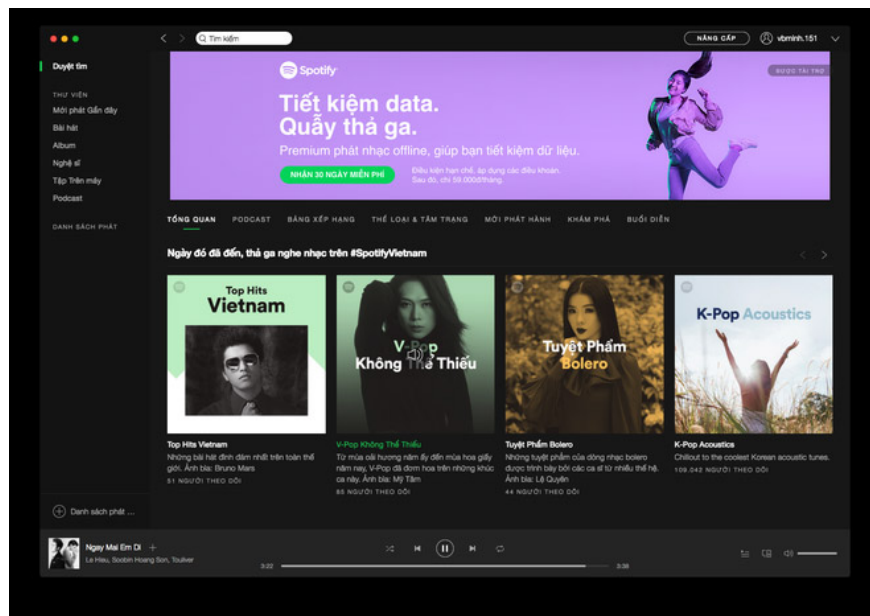 Tìm kiếm
NÂNG CẤP
vbminh.151
Duyệt tìm
THƯ VIỆN
Mới phát Gần đây
Bài hát
Album
Nghệ sĩ
Tệp Trên máy
Podcast
DANH SÁCH PHÁT
Danh sách phát ...
Spotify
ĐƯỢC TÀI TRỢ
Tiết kiệm data.
Quẩy thả ga.
Premium phát nhạc offline, giúp bạn tiết kiệm dữ liệu.
NHẬN 30 NGÀY MIỄN PHÍ
Điều kiện hạn chế, áp dụng các điều khoản.
Sau đó, chỉ 59.000đ/tháng.
TỔNG QUAN PODCAST BẢNG XẾP HẠNG THỂ LOẠI & TÂM TRẠNG MỚI PHÁT HÀNH KHÁM PHÁ BUỔI DIỄN
Ngày đó đã đến, thả ga nghe nhạc trên #SpotifyVietnam
Top Hits
Vietnam
Top Hits Vietnam
Những bài hát đình đám nhất trên toàn thế
giới. Ảnh bìa: Bruno Mars
51 NGƯỜI THEO DÕI
V-Pop
Không Thể Thiếu
V-Pop Không Thể Thiếu
Từ mùa oải hương năm ấy đến mùa hoa giấy
năm nay, V-Pop đã đơm hoa trên những khúc
ca này. Ảnh bìa: Mỹ Tâm
85 NGƯỜI THEO DÕI
Tuyệt Phẩm
Bolero
Tuyệt Phẩm Bolero
Những tuyệt phẩm của dòng nhạc bolero
được trình bày bởi các ca sĩ từ nhiều thế hệ.
Ảnh bìa: Lệ Quyên
44 NGƯỜI THEO DÕI
K-Pop Acoustics
K-Pop Acoustics
Chillout to the coolest Korean acoustic tunes.
109.042 NGƯỜI THEO DÕI
Ngay Mai Em Di
Le Hieu, Soobin Hoang Son, Touliver
3:22
3:38